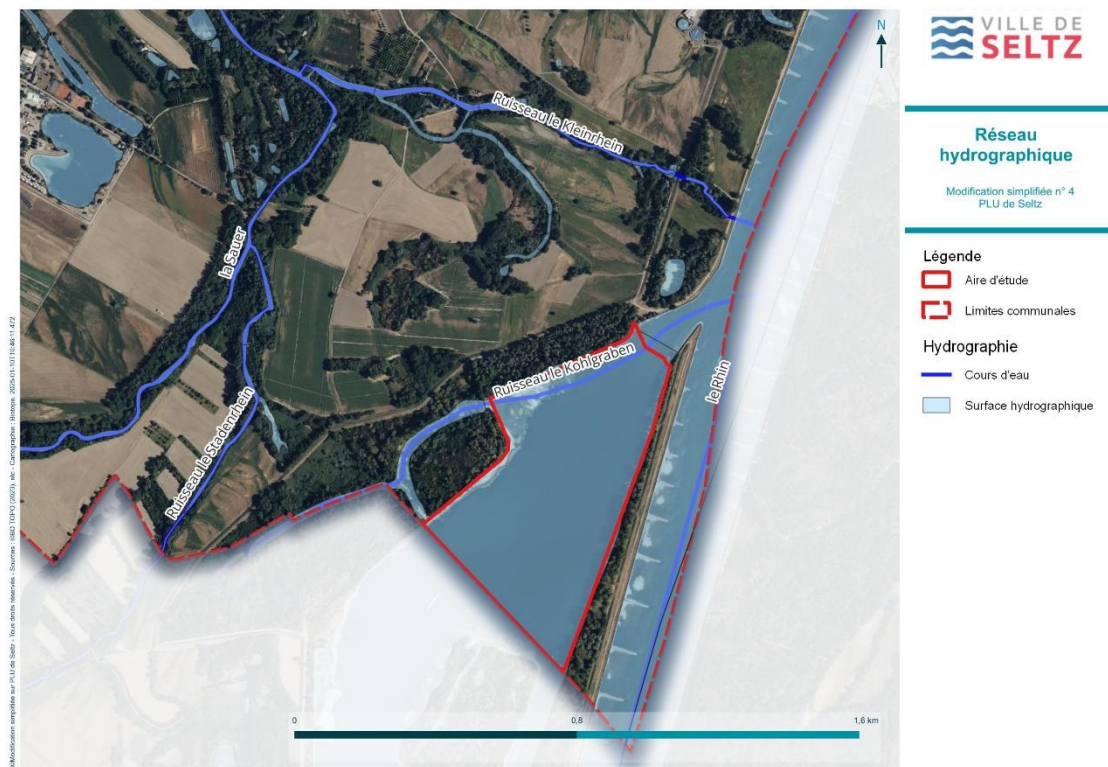 N
VILLE DE
SELTZ
Réseau
hydrographique
Modification simplifiée n° 4
PLU de Seltz
Légende
Aire d'étude
Limites communales
Hydrographie
Cours d'eau
Surface hydrographique
Ruisseau le Kleinrhein
la Sauer
Ruisseau le Kohlgraben
Ruisseau le Stadenrhein
le Rhin
0
0,8
1,6 km